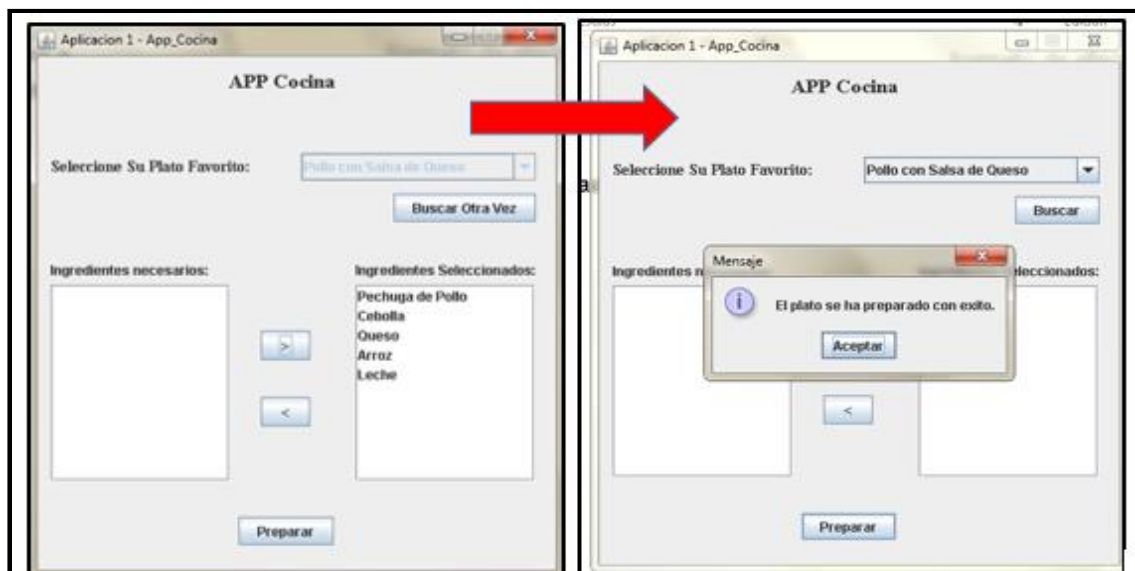 Aplicacion 1 - App_Cocina
APP Cocina
Seleccione Su Plato Favorito:
Pollo con Salsa de Queso
Buscar Otra Vez
Ingredientes necesarios:
Ingredientes Seleccionados:
Pechuga de Pollo
Cebolla
Queso
Arroz
Leche
>
<
Preparar
Aplicacion 1 - App_Cocina
APP Cocina
Seleccione Su Plato Favorito:
Pollo con Salsa de Queso
Buscar
Ingredientes n
leccionados:
Mensaje
El plato se ha preparado con exito.
Aceptar
<
Preparar